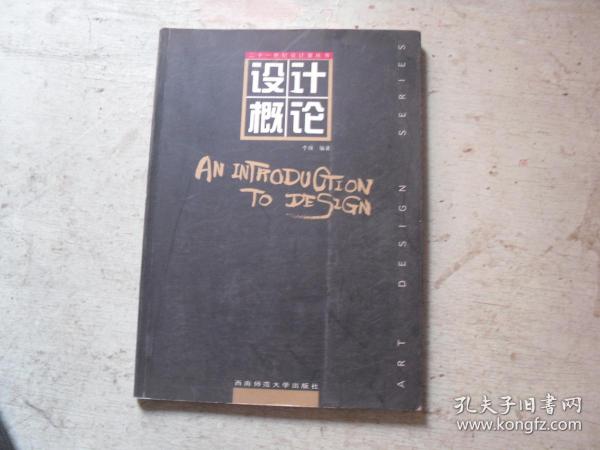 二十一世纪设计家丛书
设计
概论
李巍 编著
AN INTRODUCTION
TO DESIGN
ART DESIGN SERIES
西南师范大学出版社
孔夫子旧书网
www.kongfz.com